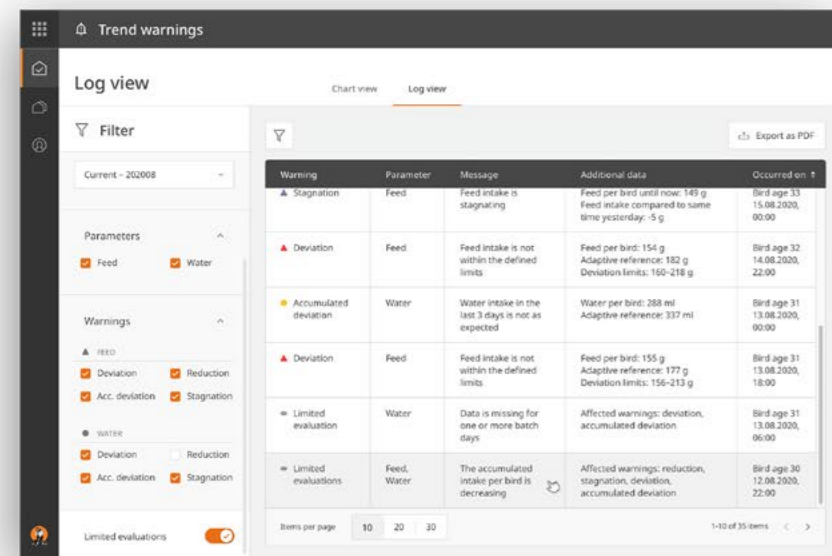 Trend warnings
Log view
Chart view
Log view
Filter
Export as PDF
Current – 202008
Parameters
Feed
Water
Warnings
FEED
Deviation
Reduction
Acc. deviation
Stagnation
WATER
Deviation
Reduction
Acc. deviation
Stagnation
Limited evaluations
Warning
Parameter
Message
Additional data
Occurred on
Stagnation
Feed
Feed intake is
stagnating
Feed per bird until now: 149 g
Feed intake compared to same
time yesterday: -5 g
Bird age 33
15.08.2020,
00:00
Deviation
Feed
Feed intake is not
within the defined
limits
Feed per bird: 154 g
Adaptive reference: 182 g
Deviation limits: 160–218 g
Bird age 32
14.08.2020,
22:00
Accumulated
deviation
Water
Water intake in the
last 3 days is not as
expected
Water per bird: 288 ml
Adaptive reference: 337 ml
Bird age 31
13.08.2020,
00:00
Deviation
Feed
Feed intake is not
within the defined
limits
Feed per bird: 155 g
Adaptive reference: 177 g
Deviation limits: 156–213 g
Bird age 31
13.08.2020,
18:00
Limited
evaluation
Water
Data is missing for
one or more batch
days
Affected warnings: deviation,
accumulated deviation
Bird age 31
13.08.2020,
06:00
Limited
evaluations
Feed,
Water
The accumulated
intake per bird is
decreasing
Affected warnings: reduction,
stagnation, deviation,
accumulated deviation
Bird age 30
12.08.2020,
22:00
Items per page
10
20
30
1-10 of 35 items